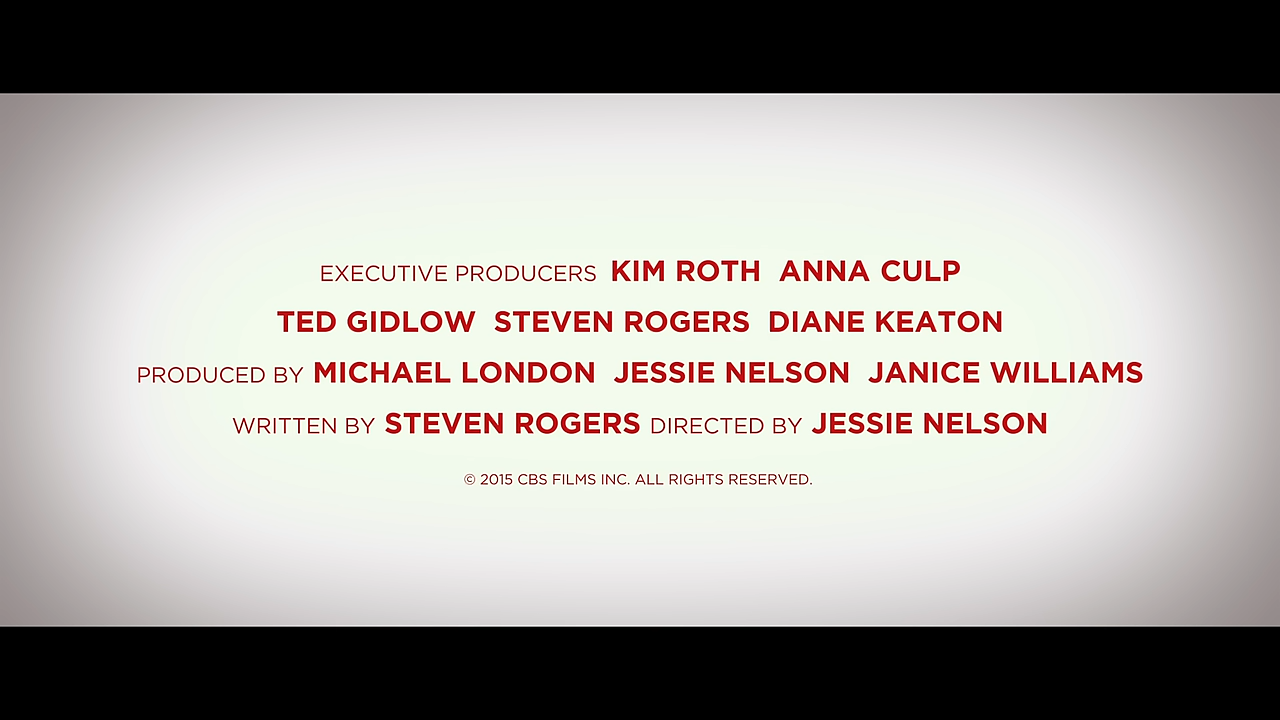 EXECUTIVE PRODUCERS KIM ROTH ANNA CULP
TED GIDLOW STEVEN ROGERS DIANE KEATON
PRODUCED BY MICHAEL LONDON JESSIE NELSON JANICE WILLIAMS
WRITTEN BY STEVEN ROGERS DIRECTED BY JESSIE NELSON
© 2015 CBS FILMS INC. ALL RIGHTS RESERVED.